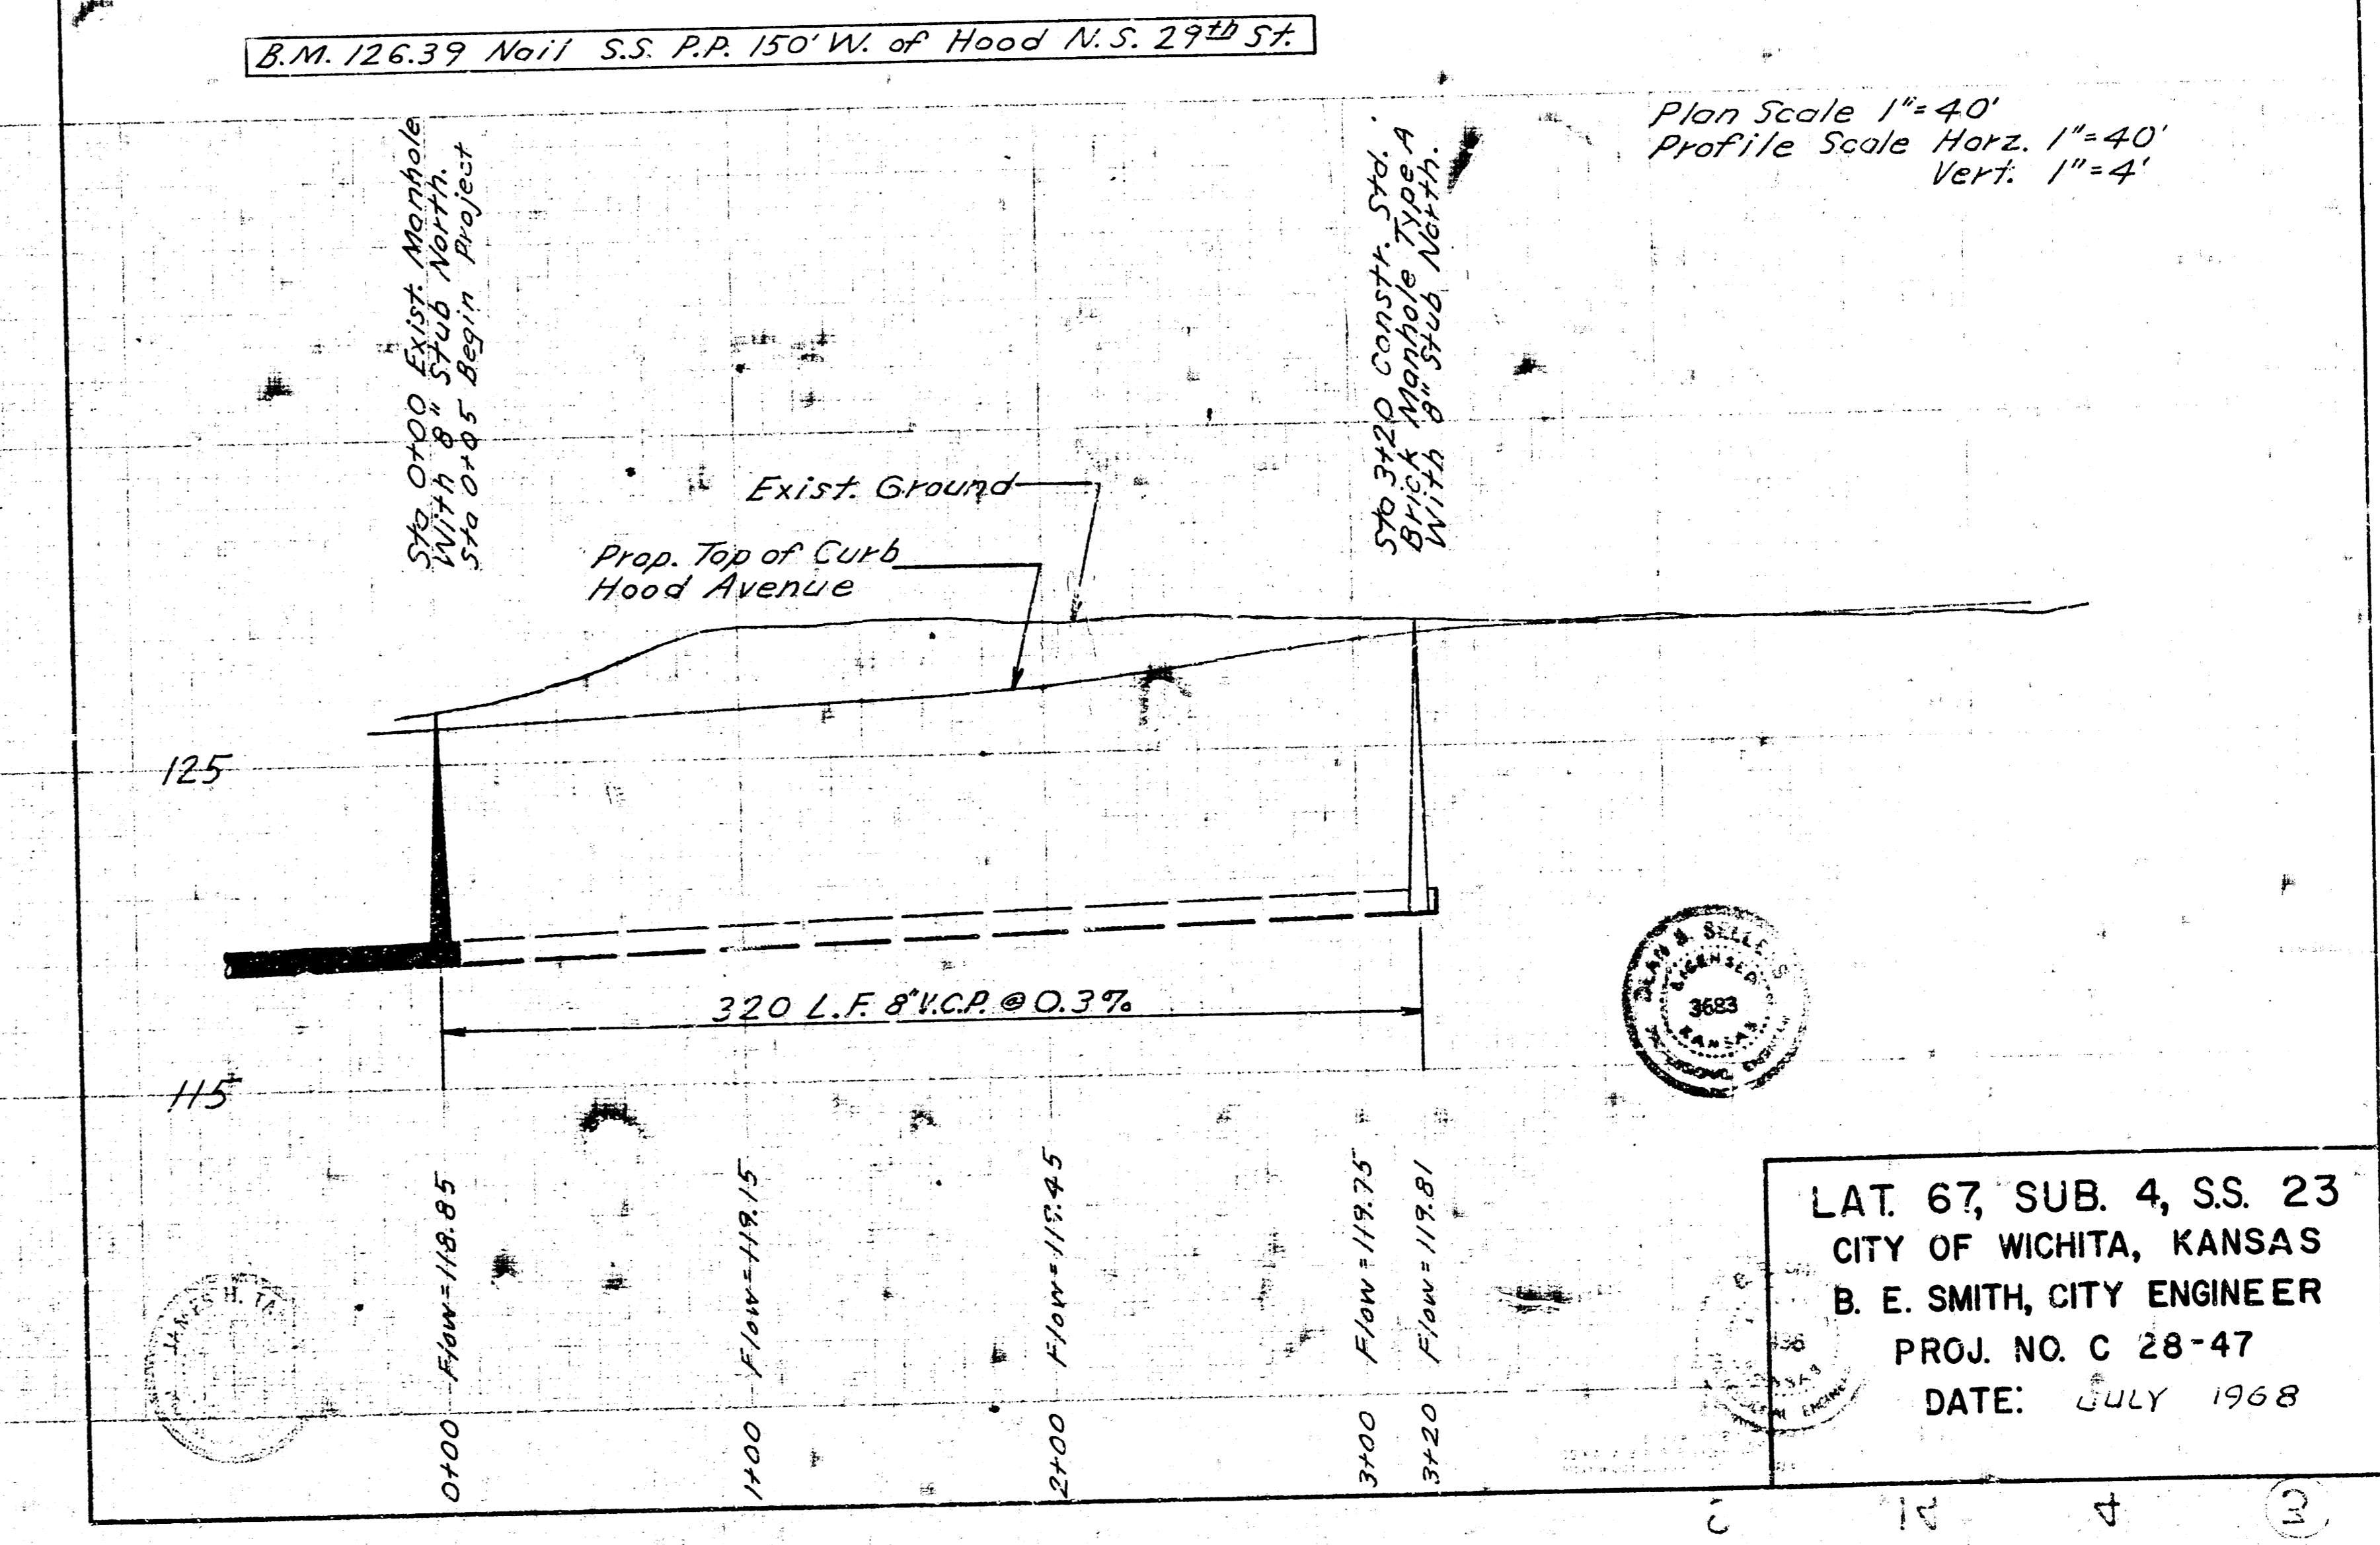 B.M. 126.39 Nail S.S. P.P. 150' W. of Hood N.S. 29th St.
Plan Scale 1"=40'
Profile Scale Horz. 1"=40'
Vert. 1"=4'
Sta 0+00 Exist. Manhole
With 8" Stub North.
Sta 0+05 Begin Project
Sta 3+20 Constr. Std.
Brick Manhole Type A
With 8" Stub North.
Exist. Ground
Prop. Top of Curb
Hood Avenue
125
320 L.F. 8" V.C.P. @ 0.3%
115
LICENSED
3683
KANSAS
0+00 Flow=118.85
1+00 Flow=119.15
2+00 Flow=119.45
3+00 Flow=119.75
3+20 Flow=119.81
LAT. 67, SUB. 4, S.S. 23
CITY OF WICHITA, KANSAS
B. E. SMITH, CITY ENGINEER
PROJ. NO. C 28-47
DATE: JULY 1968